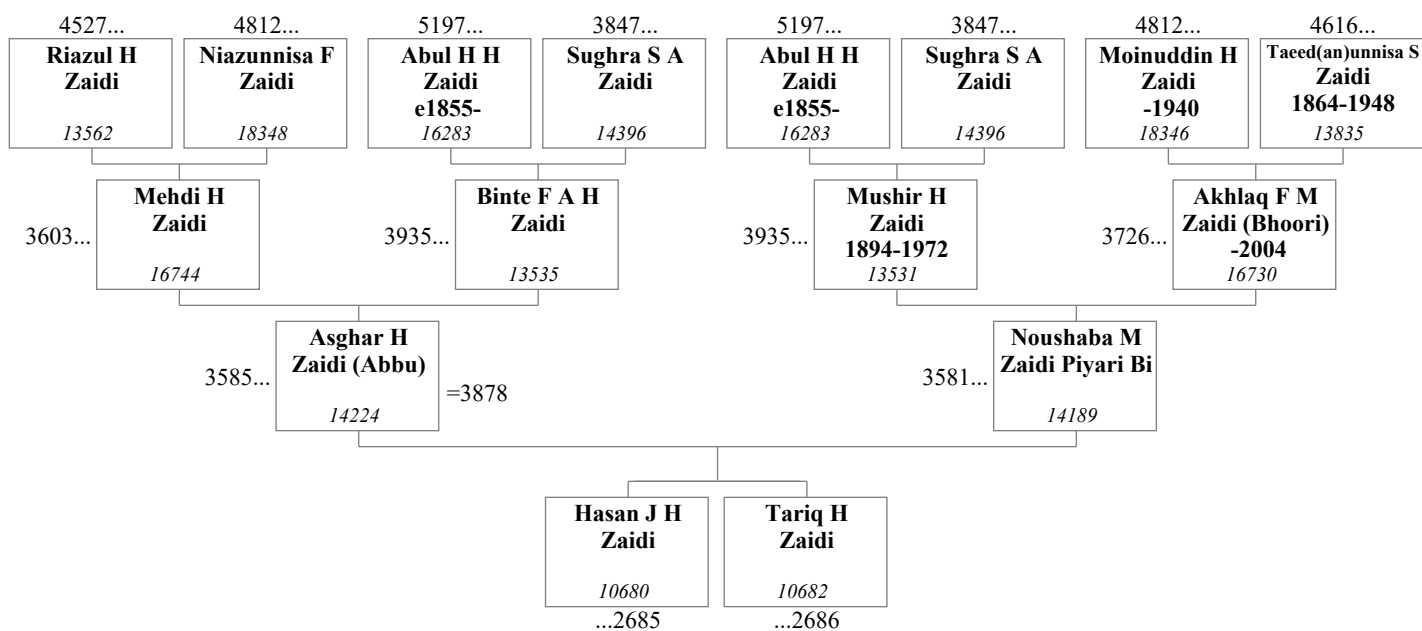 4527... 4812... 5197... 3847... 5197... 3847... 4812... 4616...
Riazul H
Zaidi
13562
Niazunnisa F
Zaidi
18348
Abul H H
Zaidi
e1855-
16283
Sughra S A
Zaidi
14396
Abul H H
Zaidi
e1855-
16283
Sughra S A
Zaidi
14396
Moinuddin H
Zaidi
-1940
18346
Taeed(an)unnisa S
Zaidi
1864-1948
13835
3603...
Mehdi H
Zaidi
16744
3935...
Binte F A H
Zaidi
13535
3935...
Mushir H
Zaidi
1894-1972
13531
3726...
Akhlaq F M
Zaidi (Bhoori)
-2004
16730
3585...
Asghar H
Zaidi (Abbu)
14224
=3878
3581...
Noushaba M
Zaidi Piyari Bi
14189
Hasan J H
Zaidi
10680
...2685
Tariq H
Zaidi
10682
...2686